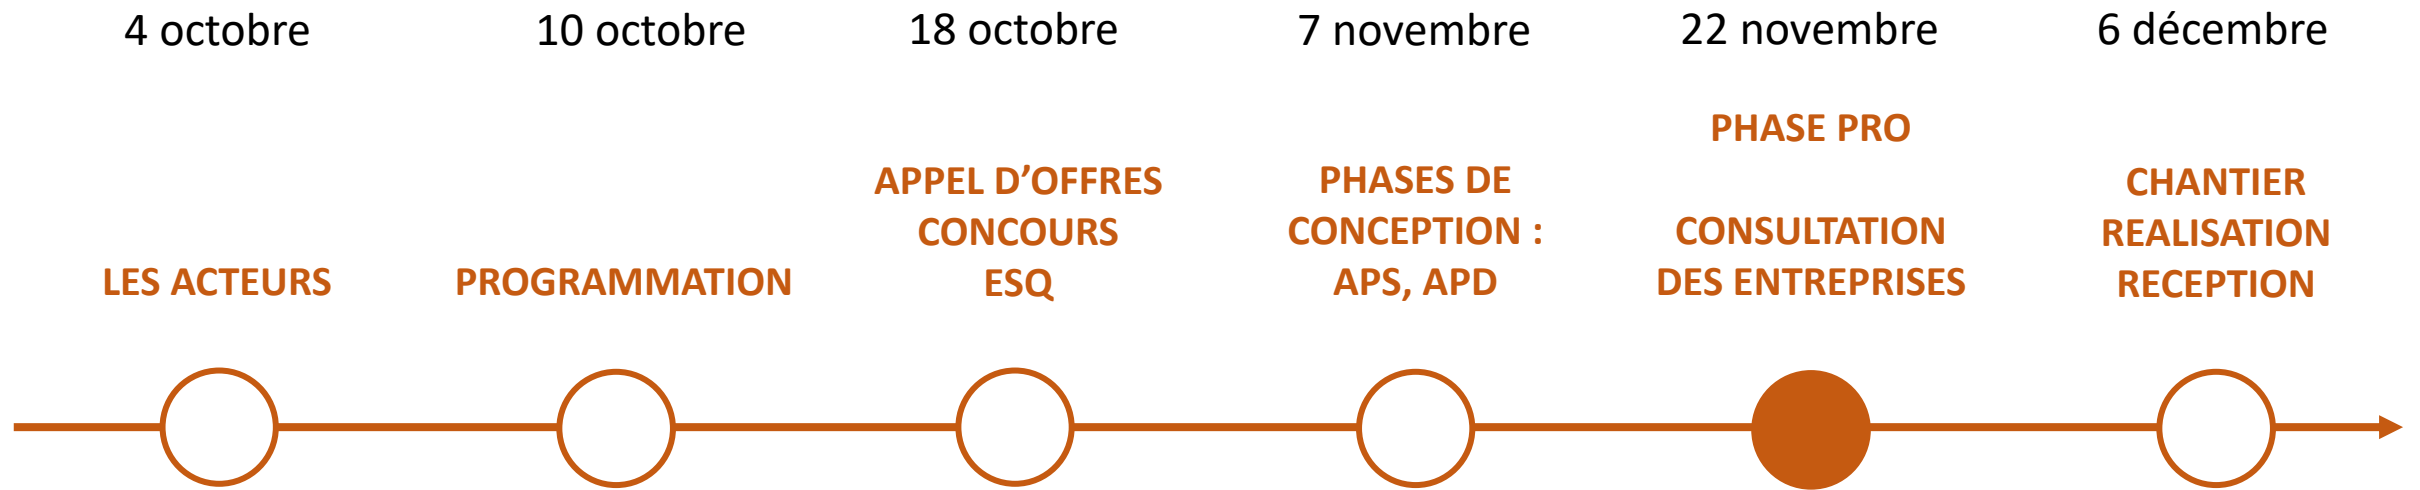 4 octobre
10 octobre
18 octobre
7 novembre
22 novembre
6 décembre
LES ACTEURS
PROGRAMMATION
APPEL D’OFFRES
CONCOURS
ESQ
PHASES DE
CONCEPTION :
APS, APD
PHASE PRO
CONSULTATION
DES ENTREPRISES
CHANTIER
REALISATION
RECEPTION